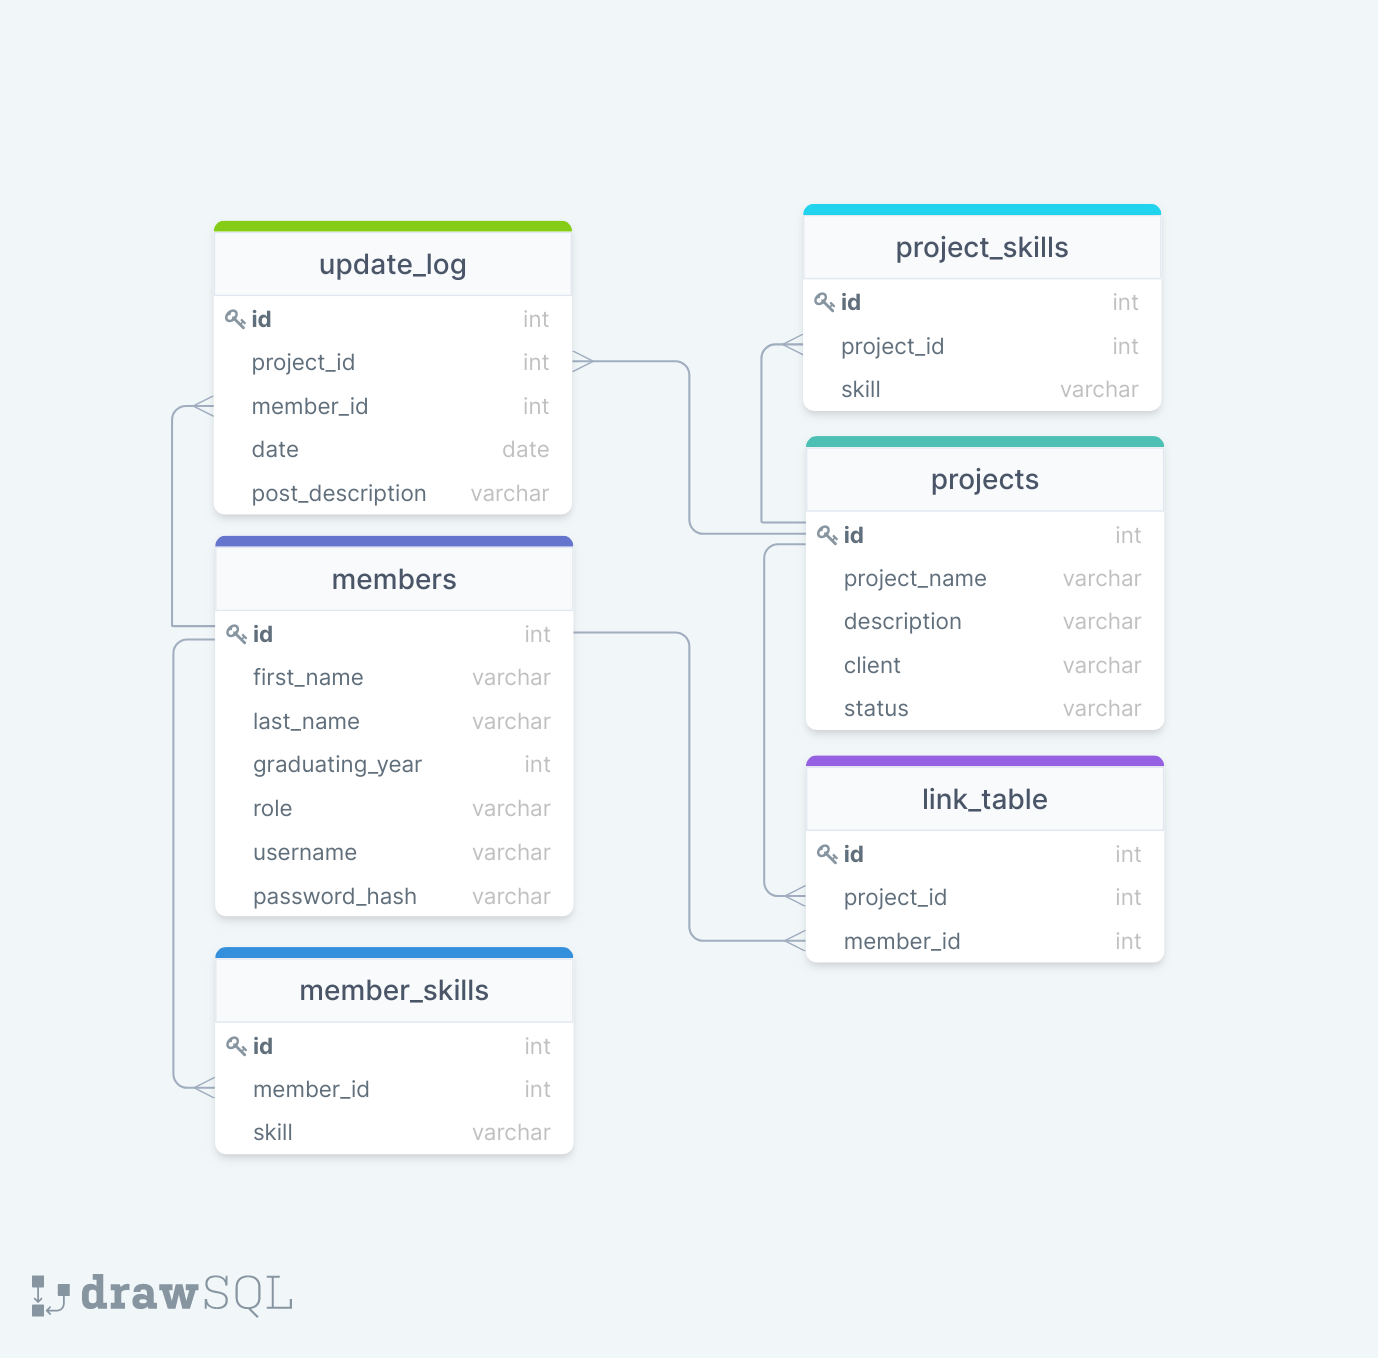 update_log
id int
project_id int
member_id int
date date
post_description varchar
members
id int
first_name varchar
last_name varchar
graduating_year int
role varchar
username varchar
password_hash varchar
member_skills
id int
member_id int
skill varchar
project_skills
id int
project_id int
skill varchar
projects
id int
project_name varchar
description varchar
client varchar
status varchar
link_table
id int
project_id int
member_id int
drawSQL